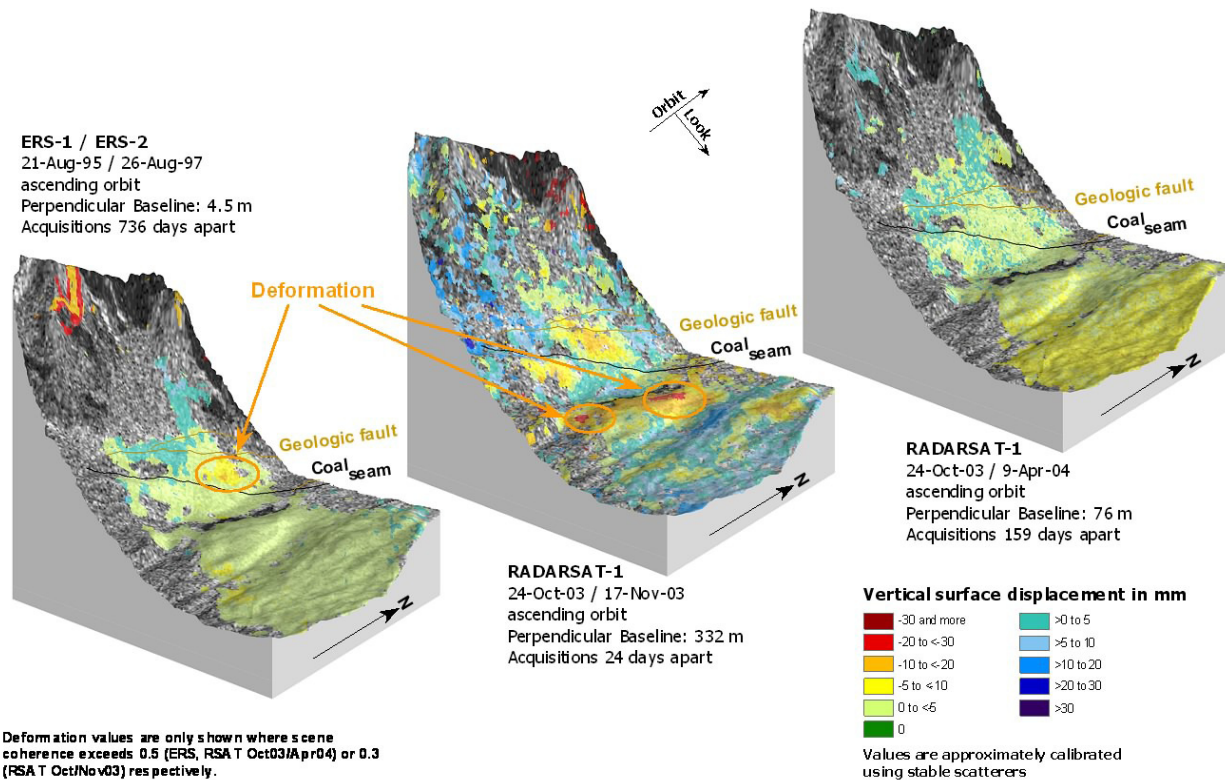 ERS-1 / ERS-2
21-Aug-95 / 26-Aug-97
ascending orbit
Perpendicular Baseline: 4.5 m
Acquisitions 736 days apart
Orbit
Look
Deformation
Geologic fault
Coal seam
N
Geologic fault
Coal seam
N
Geologic fault
Coal seam
N
RADARSAT-1
24-Oct-03 / 17-Nov-03
ascending orbit
Perpendicular Baseline: 332 m
Acquisitions 24 days apart
RADARSAT-1
24-Oct-03 / 9-Apr-04
ascending orbit
Perpendicular Baseline: 76 m
Acquisitions 159 days apart
Vertical surface displacement in mm
-30 and more
-20 to <-30
-10 to <-20
-5 to <10
0 to <-5
0
>0 to 5
>5 to 10
>10 to 20
>20 to 30
>30
Values are approximately calibrated
using stable scatterers
Deformation values are only shown where scene
coherence exceeds 0.5 (ERS, RSAT Oct03/Apr04) or 0.3
(RSAT Oct/Nov03) respectively.